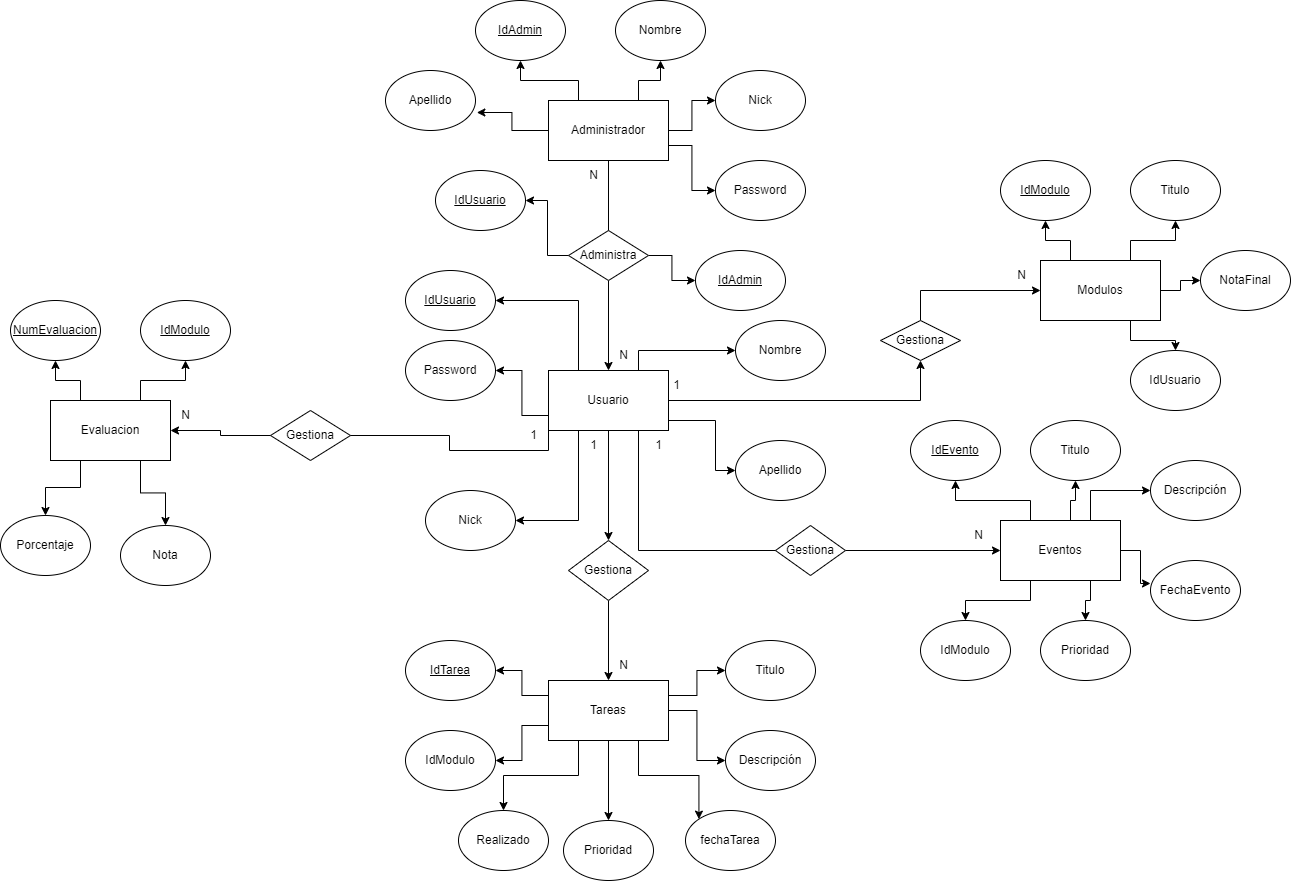 IdAdmin
Nombre
Apellido
Nick
Administrador
N
Password
IdUsuario
IdModulo
Titulo
Administra
IdAdmin
N
Modulos
NotaFinal
IdUsuario
NumEvaluacion
IdModulo
Nombre
Gestiona
N
Password
1
IdUsuario
Usuario
N
Evaluacion
Gestiona
1
1
1
IdEvento
Titulo
Apellido
Descripción
Nick
N
Gestiona
Eventos
Porcentaje
Nota
Gestiona
FechaEvento
IdModulo
Prioridad
N
IdTarea
Titulo
Tareas
IdModulo
Descripción
Realizado
Prioridad
fechaTarea